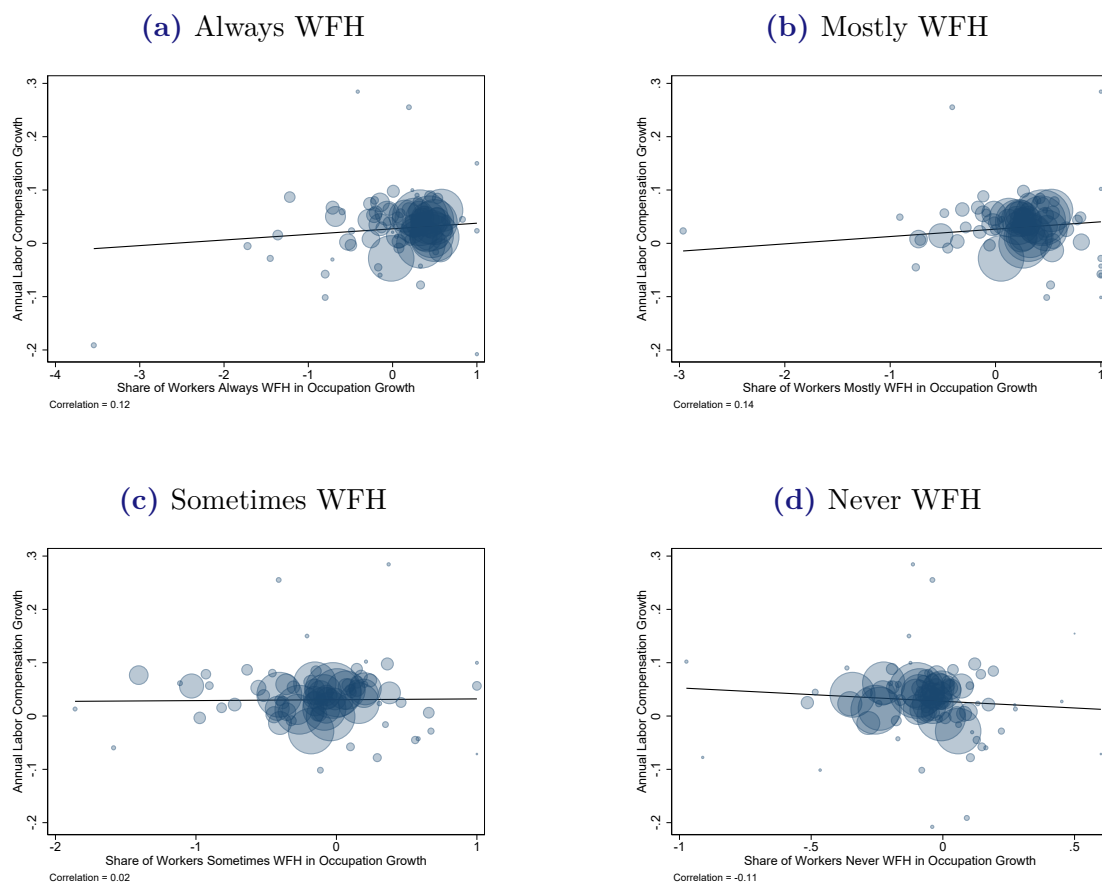 (a) Always WFH
Annual Labor Compensation Growth
.3
.2
.1
0
-.1
-.2
-4 -3 -2 -1 0 1
Share of Workers Always WFH in Occupation Growth
Correlation = 0.12
(b) Mostly WFH
Annual Labor Compensation Growth
.3
.2
.1
0
-.1
-.2
-3 -2 -1 0 1
Share of Workers Mostly WFH in Occupation Growth
Correlation = 0.14
(c) Sometimes WFH
Annual Labor Compensation Growth
.3
.2
.1
0
-.1
-.2
-2 -1 0 1
Share of Workers Sometimes WFH in Occupation Growth
Correlation = 0.02
(d) Never WFH
Annual Labor Compensation Growth
.3
.2
.1
0
-.1
-.2
-1 -.5 0 .5
Share of Workers Never WFH in Occupation Growth
Correlation = -0.11